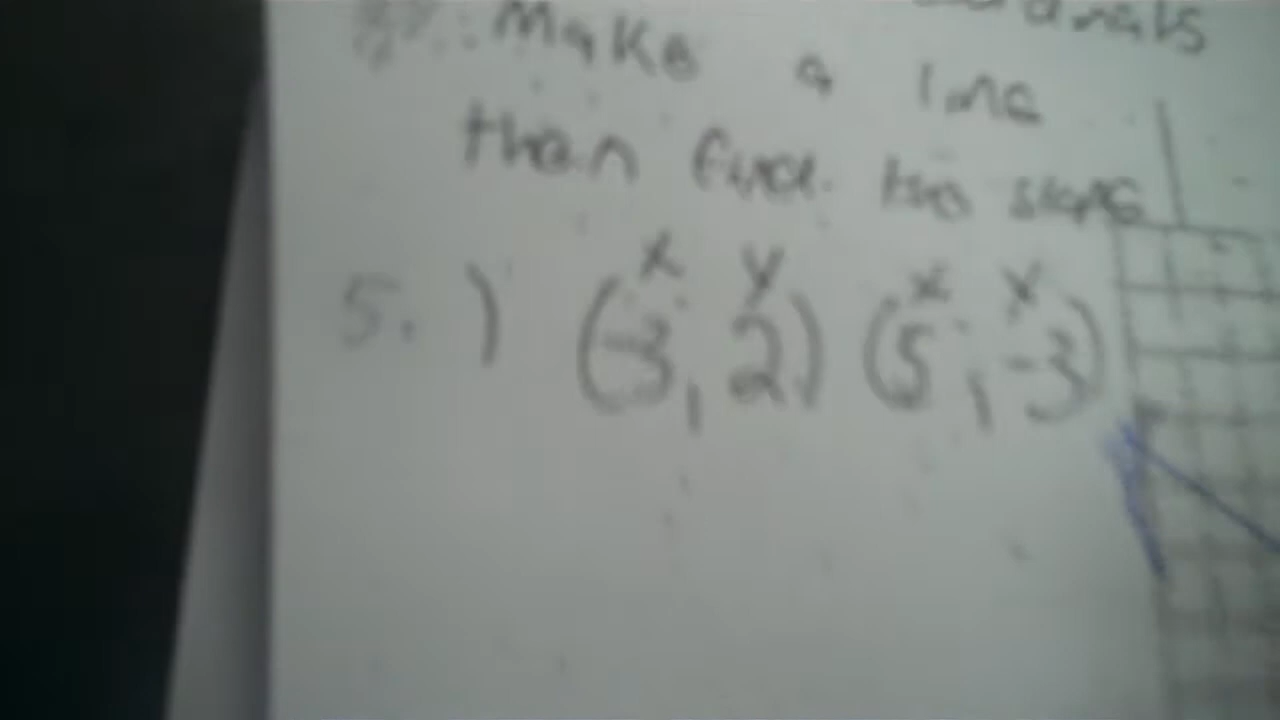 Make a line
then find the slope
x y x y
5.) (-3, 2) (5, -3)